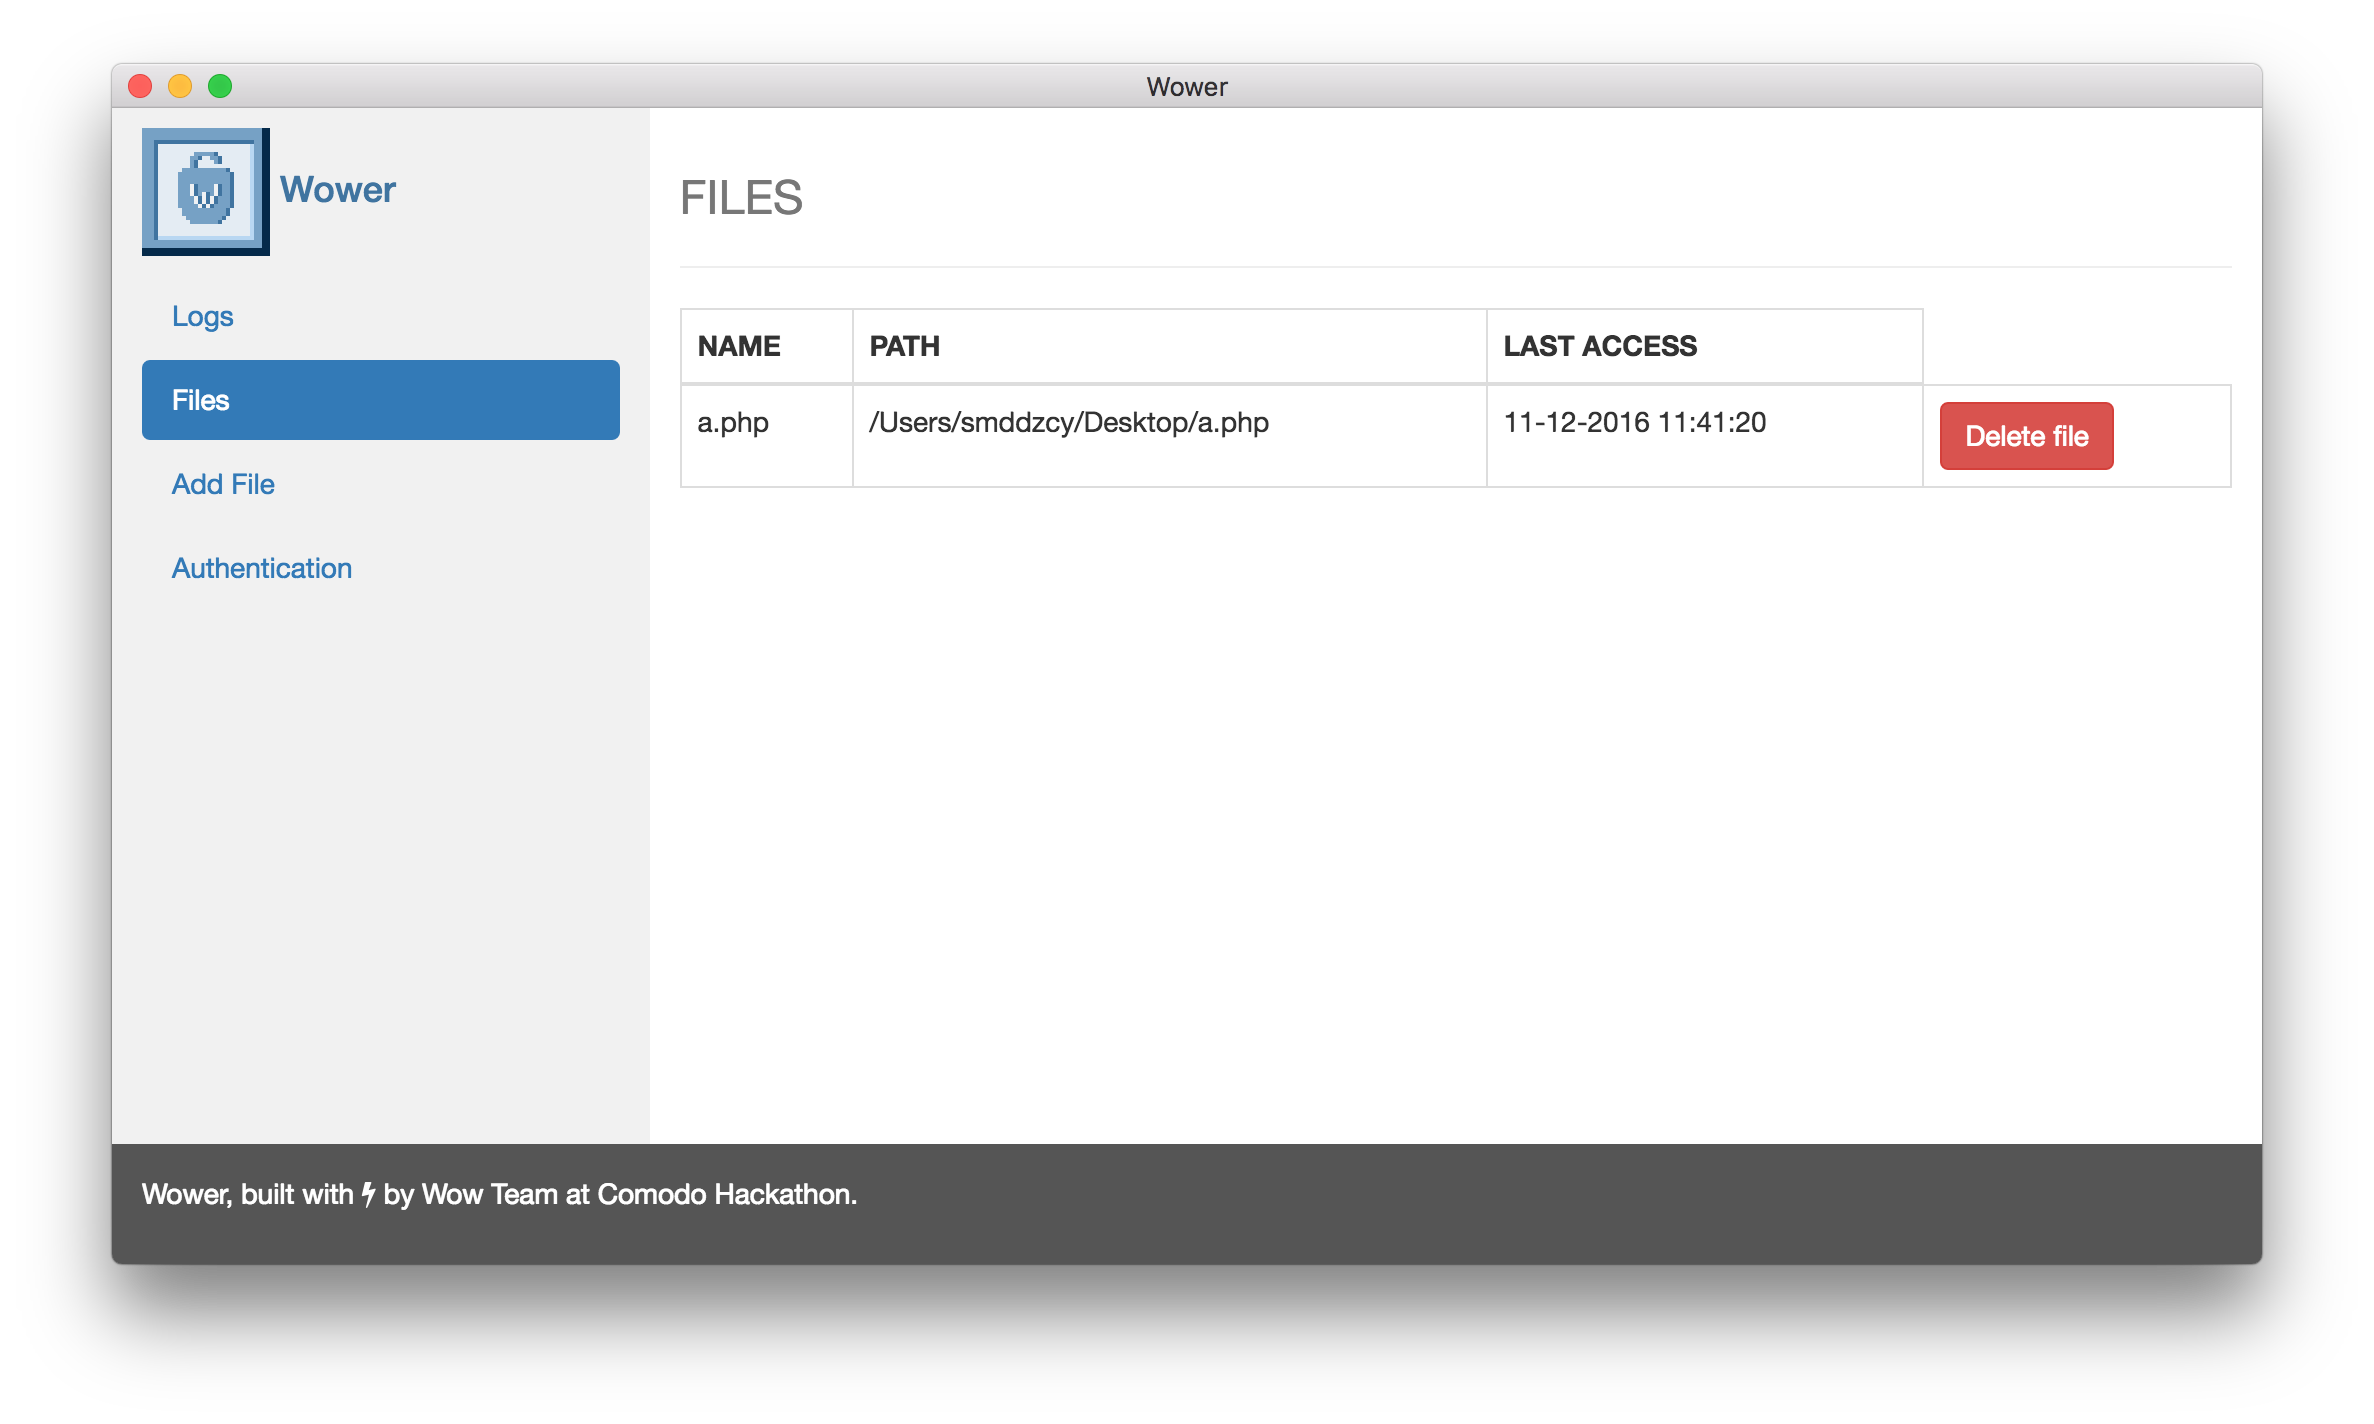 Wower
Wower
Logs
Files
Add File
Authentication
FILES
NAME PATH LAST ACCESS
a.php /Users/smddzcy/Desktop/a.php 11-12-2016 11:41:20 Delete file
Wower, built with by Wow Team at Comodo Hackathon.